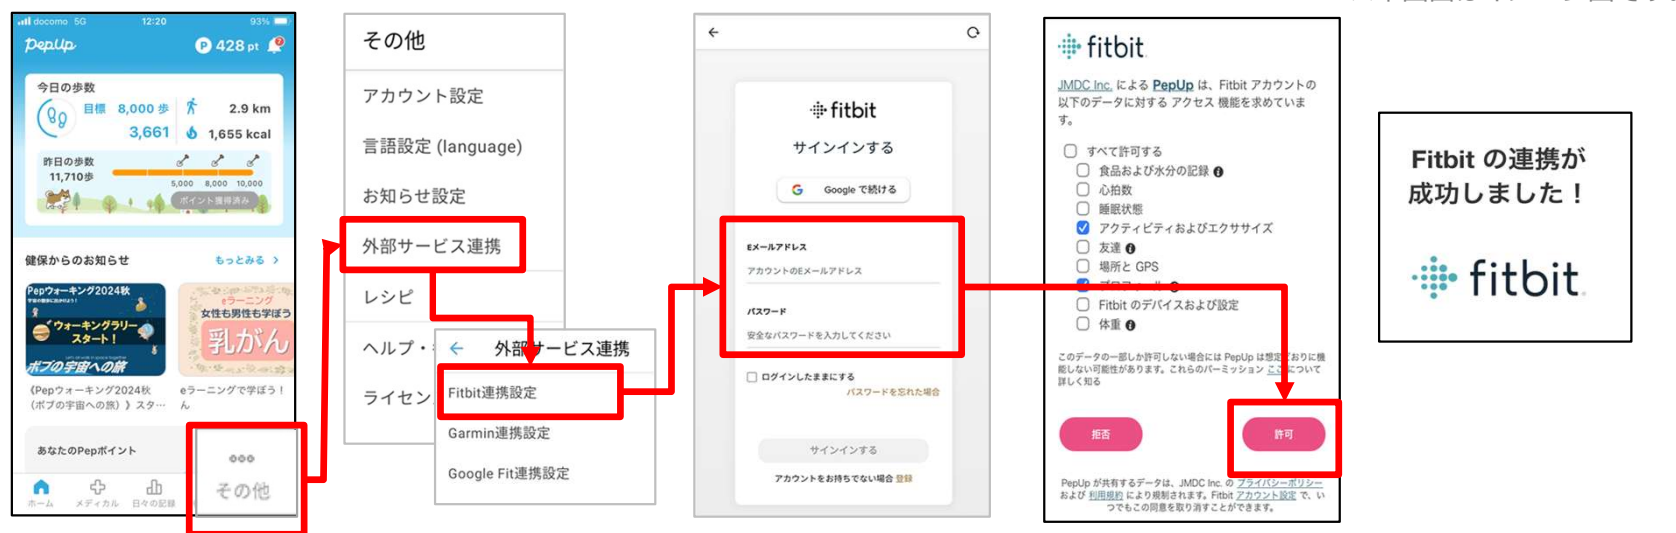 docomo 5G 12:20 93%
PepUp P 428 pt
今日の歩数
目標 8,000 歩 2.9 km
3,661 1,655 kcal
昨日の歩数
11,710歩
5,000 8,000 10,000
ポイント獲得済み
健保からのお知らせ もっとみる >
Pepウォーキング2024秋
ウォーキングラリー
スタート!
ボブの宇宙への旅
eラーニング
女性も男性も学ぼう
乳がん
《Pepウォーキング2024秋
(ボブの宇宙への旅) 》スタ…
eラーニングで学ぼう!
ん
あなたのPepポイント
ホーム メディカル 日々の記録
その他
その他
アカウント設定
言語設定 (language)
お知らせ設定
外部サービス連携
レシピ
ヘルプ・
ライセン
← 外部サービス連携
Fitbit連携設定
Garmin連携設定
Google Fit連携設定
fitbit
サインインする
G Google で続ける
Eメールアドレス
アカウントのEメールアドレス
パスワード
安全なパスワードを入力してください
ログインしたままにする
パスワードを忘れた場合
サインインする
アカウントをお持ちでない場合 登録
fitbit
JMDC Inc. による PepUp は、Fitbit アカウントの
以下のデータに対する アクセス 機能を求めていま
す。
すべて許可する
食品および水分の記録
心拍数
睡眠状態
アクティビティおよびエクササイズ
友達
場所と GPS
プロフィール
Fitbit のデバイスおよび設定
体重
このデータの一部しか許可しない場合には PepUp は想定どおりに機
能しない可能性があります。これらのパーミッション ここ について
詳しく知る
拒否 許可
PepUp が共有するデータは、JMDC Inc. の プライバシーポリシー
および 利用規約 により規制されます。Fitbit アカウント設定 で、い
つでもこの同意を取り消すことができます。
Fitbit の連携が
成功しました!
fitbit